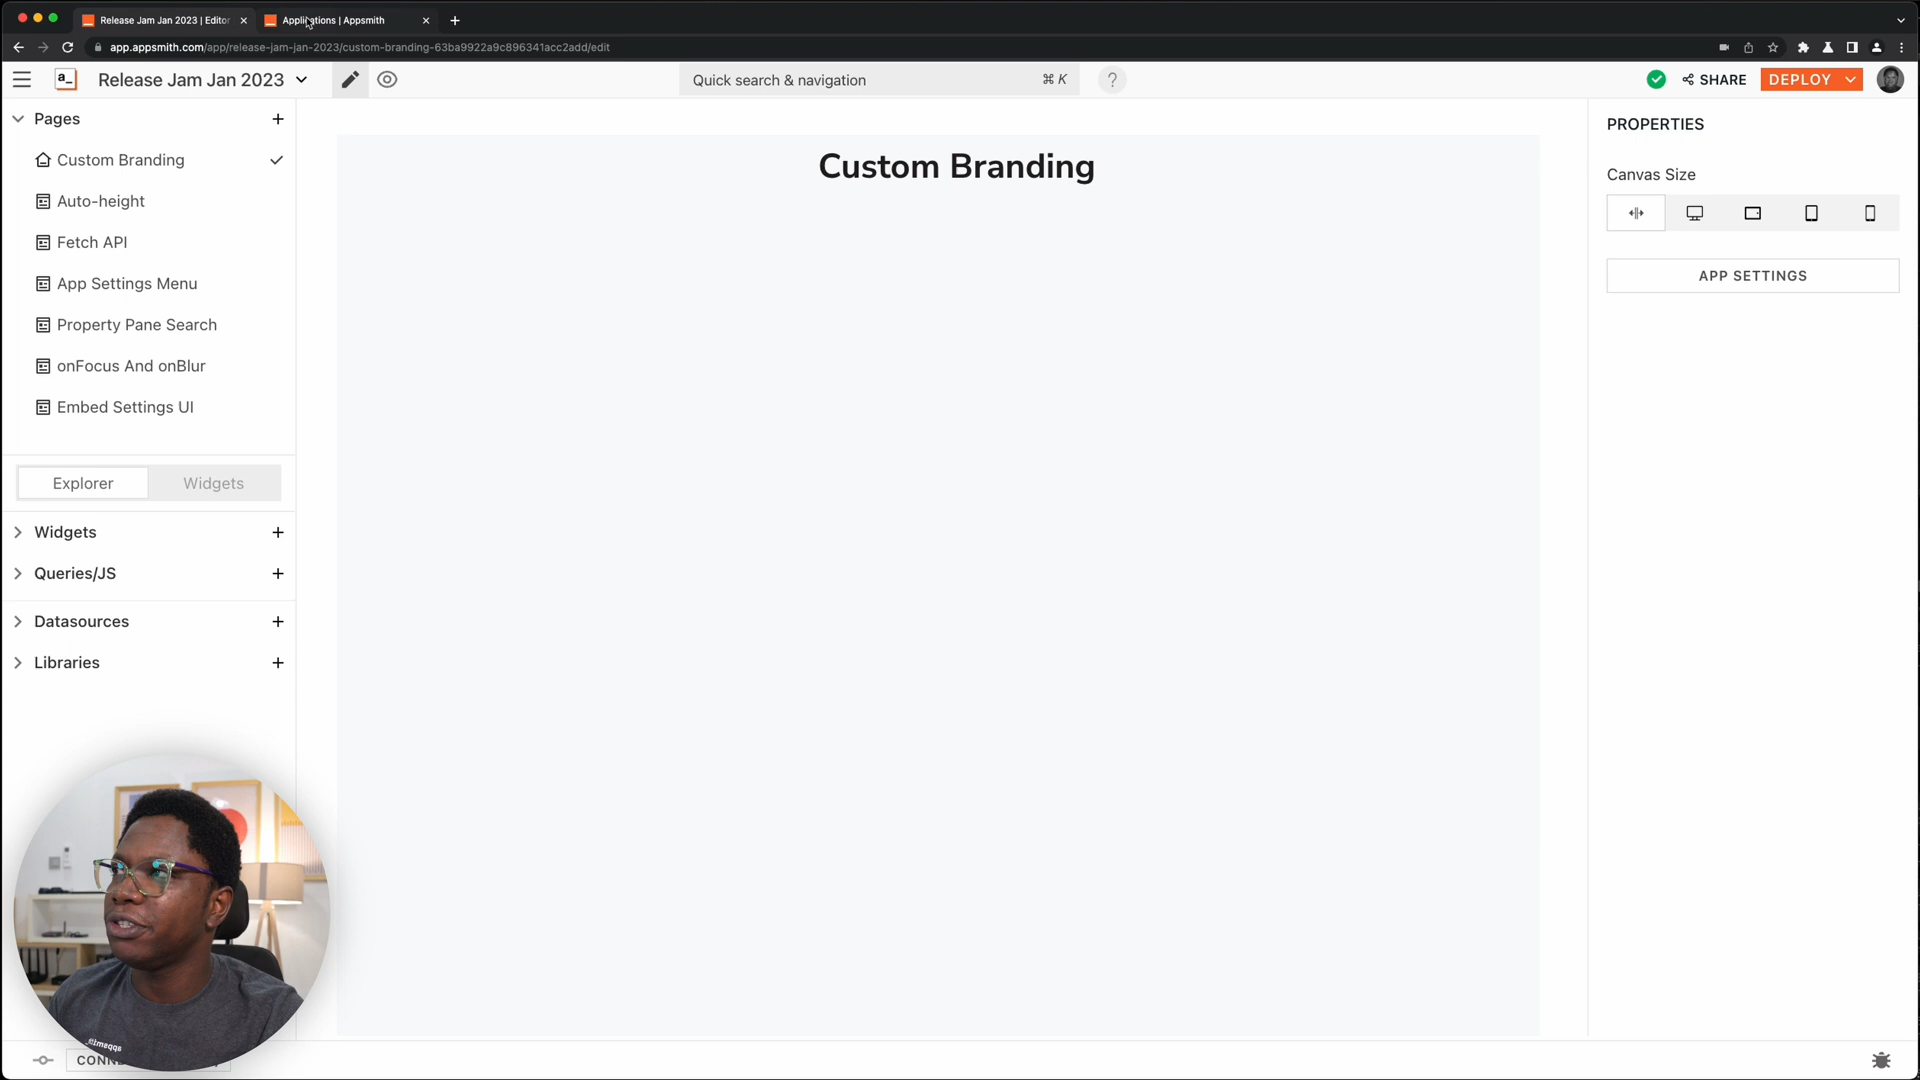 Release Jam Jan 2023 | Editor
Applications | Appsmith
app.appsmith.com/app/release-jam-jan-2023/custom-branding-63ba9922a9c896341acc2add/edit
a_
Release Jam Jan 2023
Quick search & navigation
⌘ K
?
SHARE
DEPLOY
Pages
Custom Branding
Auto-height
Fetch API
App Settings Menu
Property Pane Search
onFocus And onBlur
Embed Settings UI
Explorer
Widgets
Widgets
Queries/JS
Datasources
Libraries
Custom Branding
PROPERTIES
Canvas Size
APP SETTINGS
appsmith_